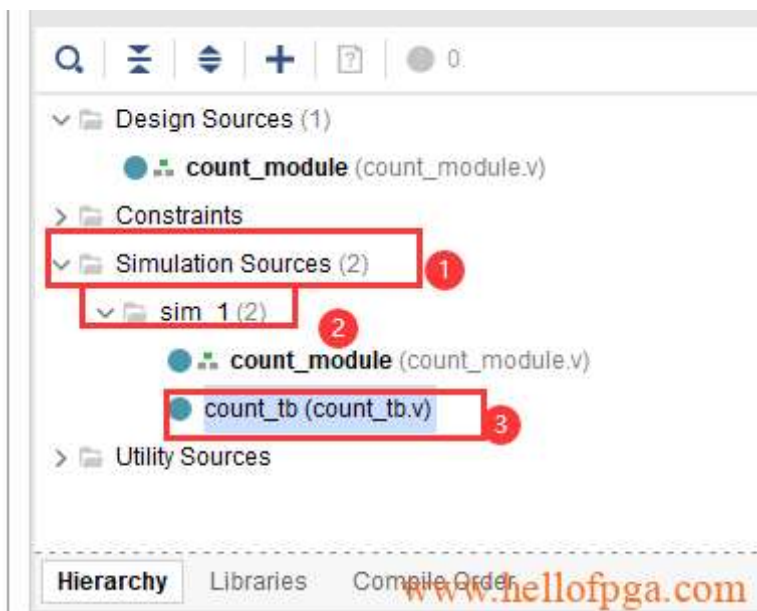 0
Design Sources (1)
count_module (count_module.v)
Constraints
Simulation Sources (2)
1
sim_1 (2)
2
count_module (count_module.v)
count_tb (count_tb.v)
3
Utility Sources
Hierarchy Libraries Compile Order
www.hellofpga.com